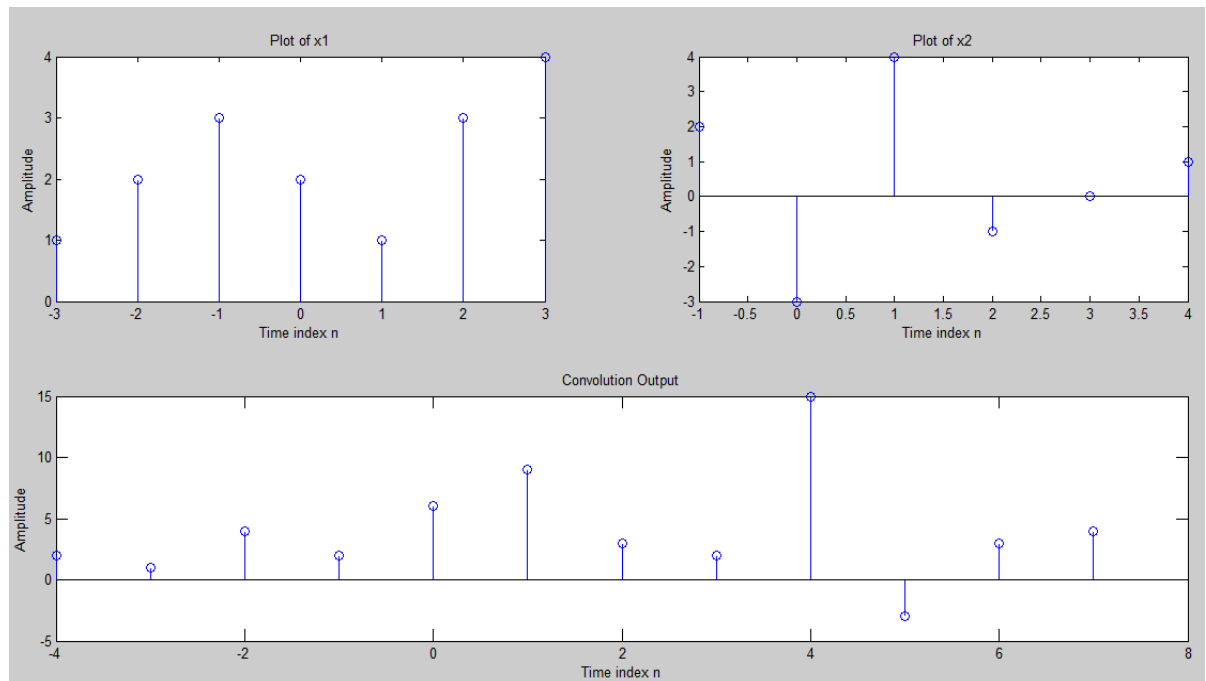 Plot of x1
4
3
2
1
0
Amplitude
-3 -2 -1 0 1 2 3
Time index n
Plot of x2
4
3
2
1
0
-1
-2
-3
Amplitude
-1 -0.5 0 0.5 1 1.5 2 2.5 3 3.5 4
Time index n
Convolution Output
15
10
5
0
-5
Amplitude
-4 -2 0 2 4 6 8
Time index n